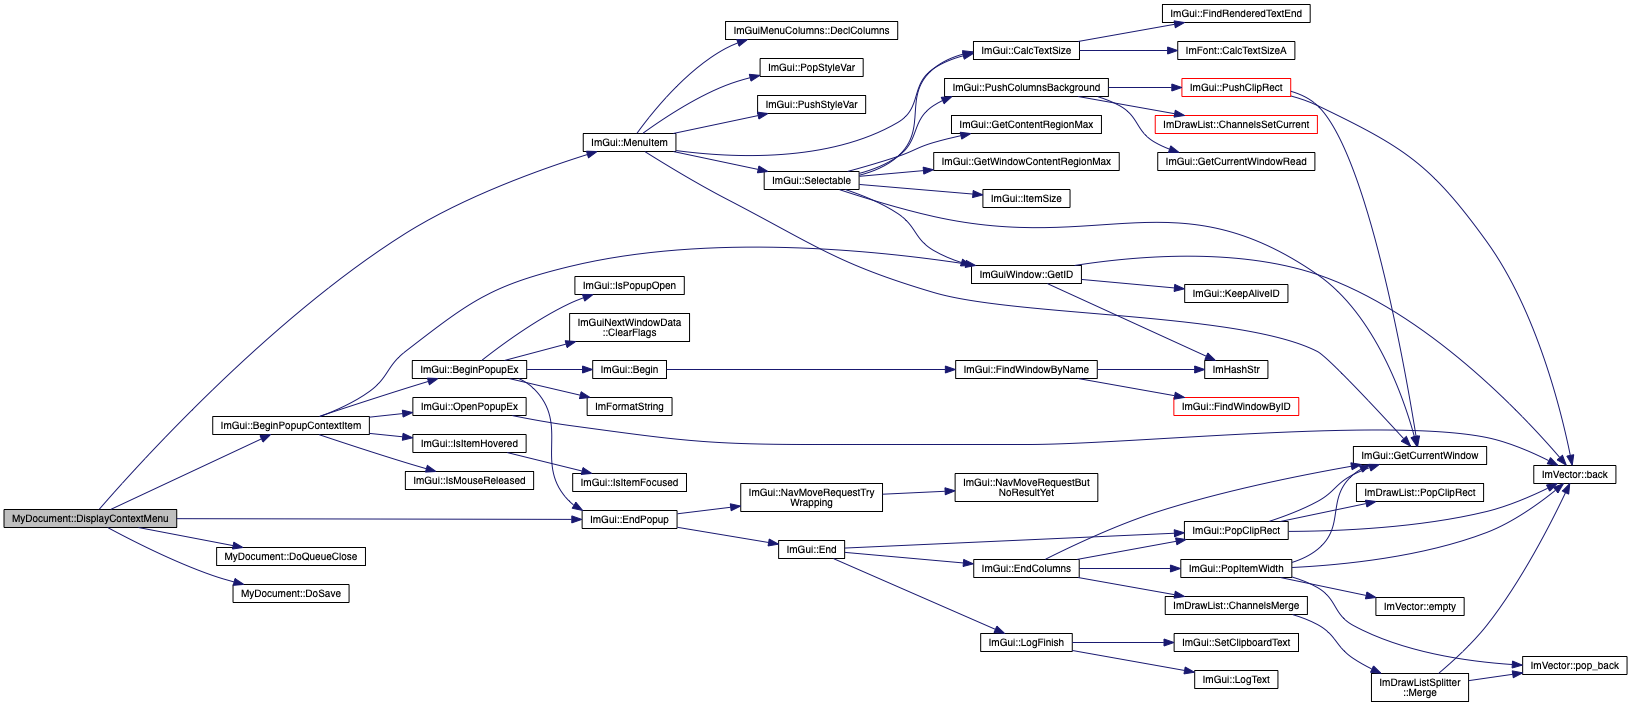 ImGui::FindRenderedTextEnd
ImGuiMenuColumns::DeclColumns
ImGui::CalcTextSize
ImFont::CalcTextSizeA
ImGui::PopStyleVar
ImGui::PushColumnsBackground
ImGui::PushClipRect
ImGui::PushStyleVar
ImGui::GetContentRegionMax
ImDrawList::ChannelsSetCurrent
ImGui::MenuItem
ImGui::GetWindowContentRegionMax
ImGui::GetCurrentWindowRead
ImGui::Selectable
ImGui::ItemSize
ImGuiWindow::GetID
ImGui::IsPopupOpen
ImGui::KeepAliveID
ImGuiNextWindowData
::ClearFlags
ImGui::BeginPopupEx
ImGui::Begin
ImGui::FindWindowByName
ImHashStr
ImGui::OpenPopupEx
ImFormatString
ImGui::FindWindowByID
ImGui::BeginPopupContextItem
ImGui::IsItemHovered
ImGui::GetCurrentWindow
ImVector::back
ImGui::IsMouseReleased
ImGui::IsItemFocused
ImGui::NavMoveRequestTry
Wrapping
ImGui::NavMoveRequestBut
NoResultYet
ImDrawList::PopClipRect
MyDocument::DisplayContextMenu
ImGui::EndPopup
ImGui::PopClipRect
MyDocument::DoQueueClose
ImGui::End
ImGui::EndColumns
ImGui::PopItemWidth
MyDocument::DoSave
ImDrawList::ChannelsMerge
ImVector::empty
ImGui::LogFinish
ImGui::SetClipboardText
ImVector::pop_back
ImGui::LogText
ImDrawListSplitter
::Merge